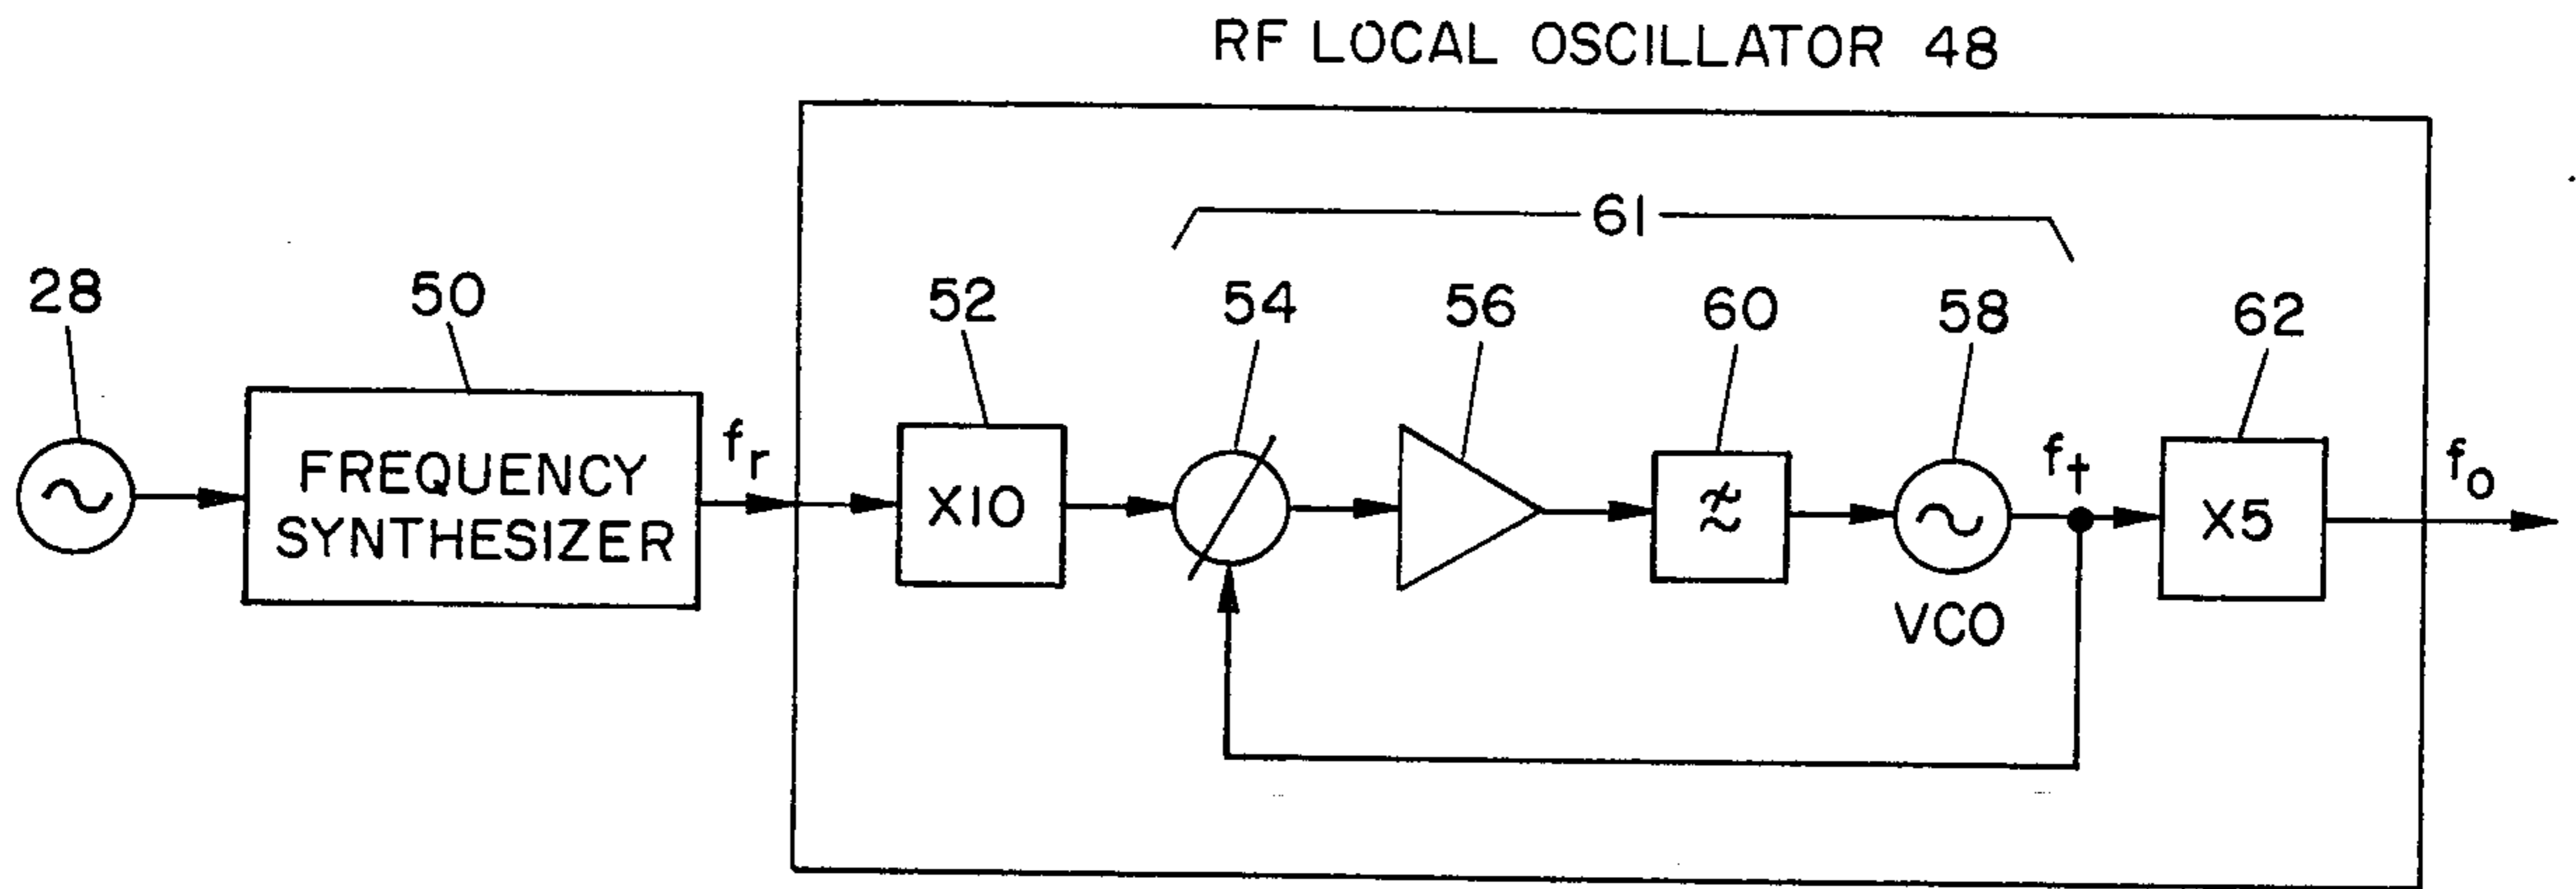 RF LOCAL OSCILLATOR 48
61
28
50
52
54
56
60
58
62
FREQUENCY
SYNTHESIZER
fr
X10
VCO
ft
X5
fo